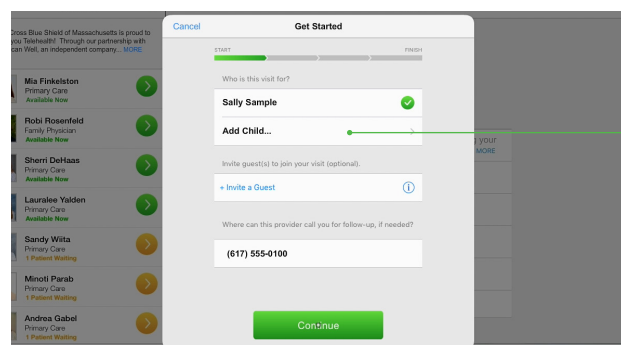 Cross Blue Shield of Massachusetts is proud to
you Telehealth! Through our partnership with
can Well, an independent company... MORE
Mia Finkelston
Primary Care
Available Now
Robi Rosenfeld
Family Physician
Available Now
Sherri DeHaas
Primary Care
Available Now
Lauralee Yalden
Primary Care
Available Now
Sandy Wiita
Primary Care
1 Patient Waiting
Minoti Parab
Primary Care
1 Patient Waiting
Andrea Gabel
Primary Care
1 Patient Waiting
Cancel
Get Started
START
FINISH
Who is this visit for?
Sally Sample
Add Child...
Invite guest(s) to join your visit (optional).
+ Invite a Guest
Where can this provider call you for follow-up, if needed?
(617) 555-0100
Continue
your
MORE